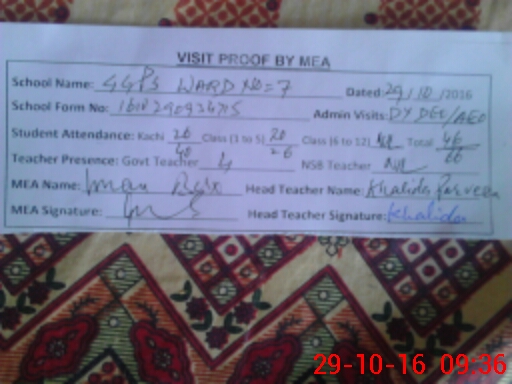 VISIT PROOF BY MEA
School Name: GGPS WARD NO=7 Dated: 29/10/2016
School Form No: Admin Visits: DY DEO/AEO
Student Attendance: Kachi 20/40 Class (1 to 5) 20/26 Class (6 to 12) Nil Total 46/66
Teacher Presence: Govt Teacher 4 NSB Teacher Nil
MEA Name: Head Teacher Name: Khalida Parveen
MEA Signature: Head Teacher Signature: Khalida
29-10-16 09:36